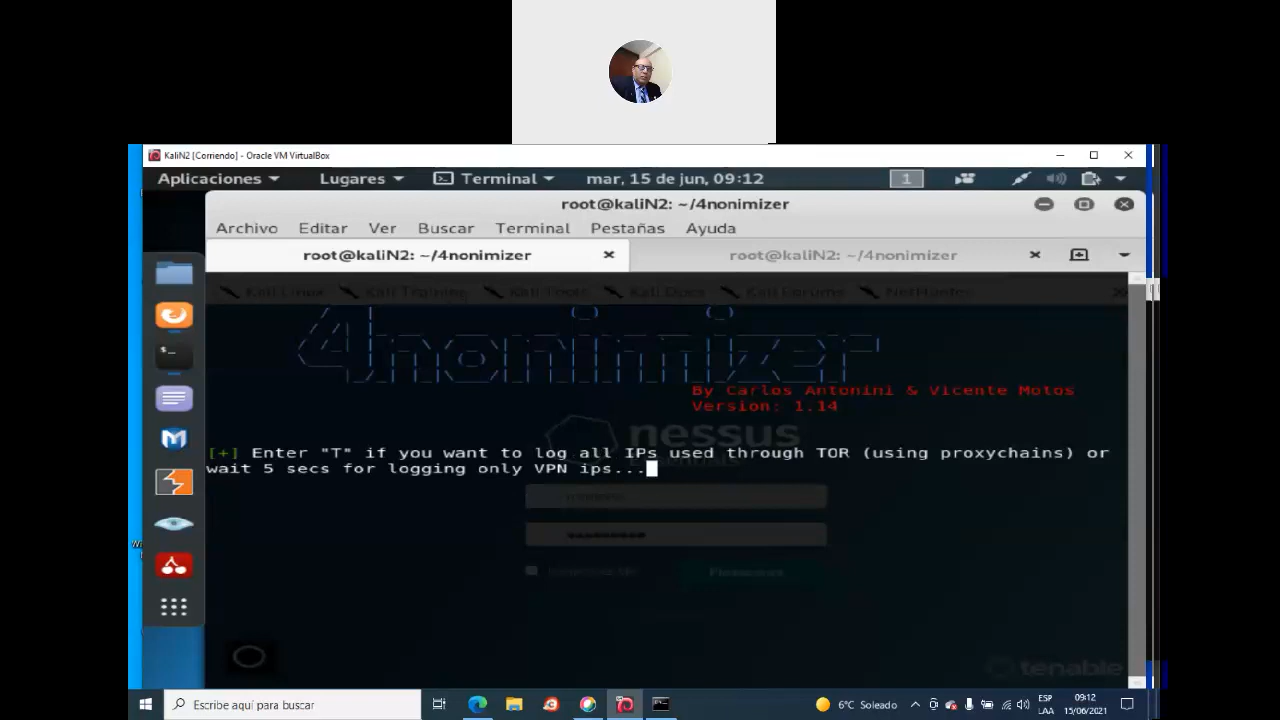 KaliN2 [Corriendo] - Oracle VM VirtualBox
Aplicaciones Lugares Terminal mar, 15 de jun, 09:12 1
root@kaliN2: ~/4nonimizer
Archivo Editar Ver Buscar Terminal Pestañas Ayuda
root@kaliN2: ~/4nonimizer root@kaliN2: ~/4nonimizer
Kali Linux Kali Training Kali Tools Kali Docs Kali Forums NetHunter
4nonimizer
By Carlos Antonini & Vicente Motos
Version: 1.14
nessus
Essentials
[+] Enter "T" if you want to log all IPs used through TOR (using proxychains) or
wait 5 secs for logging only VPN ips...
tenable
Escribe aquí para buscar
6°C Soleado
ESP
LAA
09:12
15/06/2021